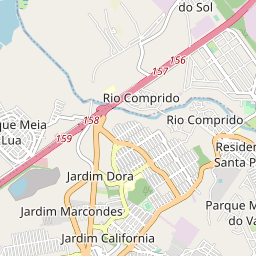 do Sol
156
157
Rio Comprido
158
que Meia
Lua
159
Rio Comprido
Resident
Santa P
Jardim Dora
Jardim Marcondes
Parque M
do Va
Jardim California